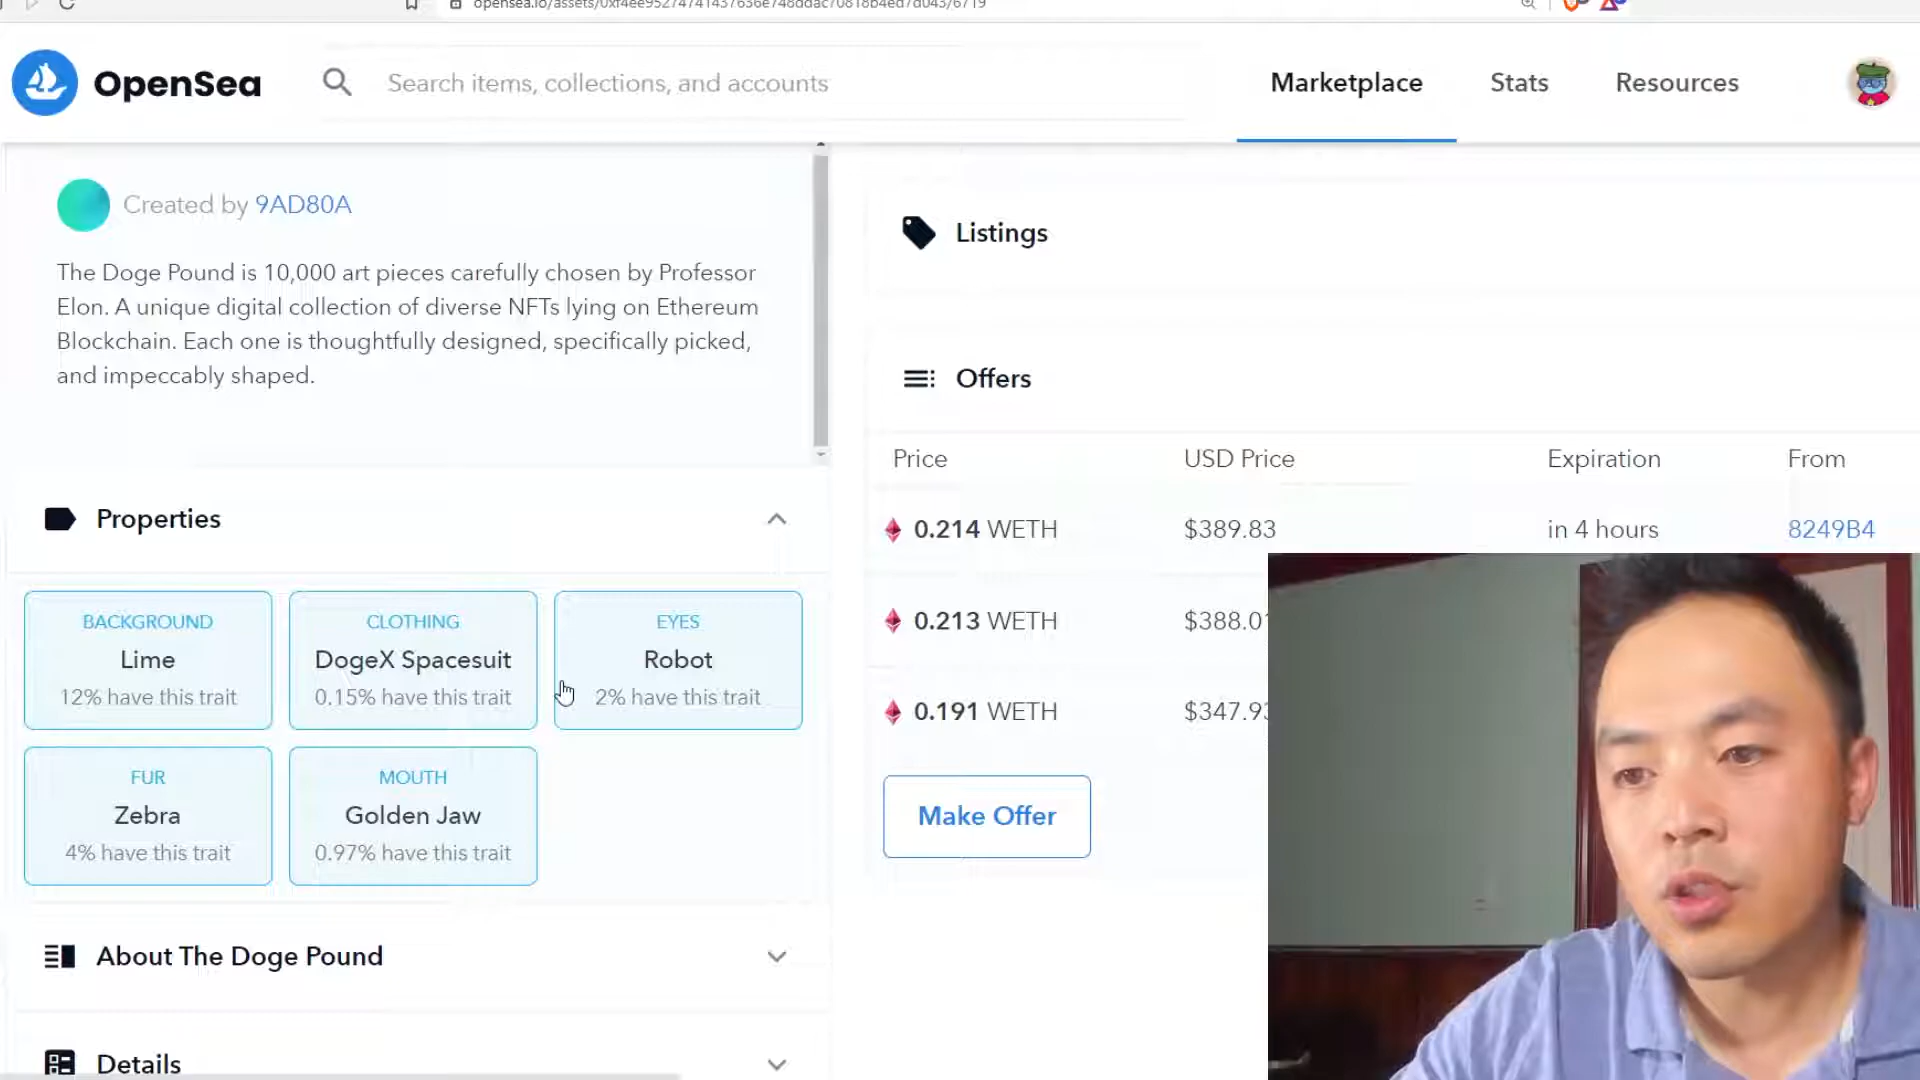 OpenSea
Search items, collections, and accounts
Marketplace
Stats
Resources
Created by 9AD80A
The Doge Pound is 10,000 art pieces carefully chosen by Professor
Elon. A unique digital collection of diverse NFTs lying on Ethereum
Blockchain. Each one is thoughtfully designed, specifically picked,
and impeccably shaped.
Properties
BACKGROUND
Lime
12% have this trait
CLOTHING
DogeX Spacesuit
0.15% have this trait
EYES
Robot
2% have this trait
FUR
Zebra
4% have this trait
MOUTH
Golden Jaw
0.97% have this trait
About The Doge Pound
Details
Listings
Offers
Price USD Price Expiration From
0.214 WETH $389.83 in 4 hours 8249B4
0.213 WETH $388.0
0.191 WETH $347.93
Make Offer